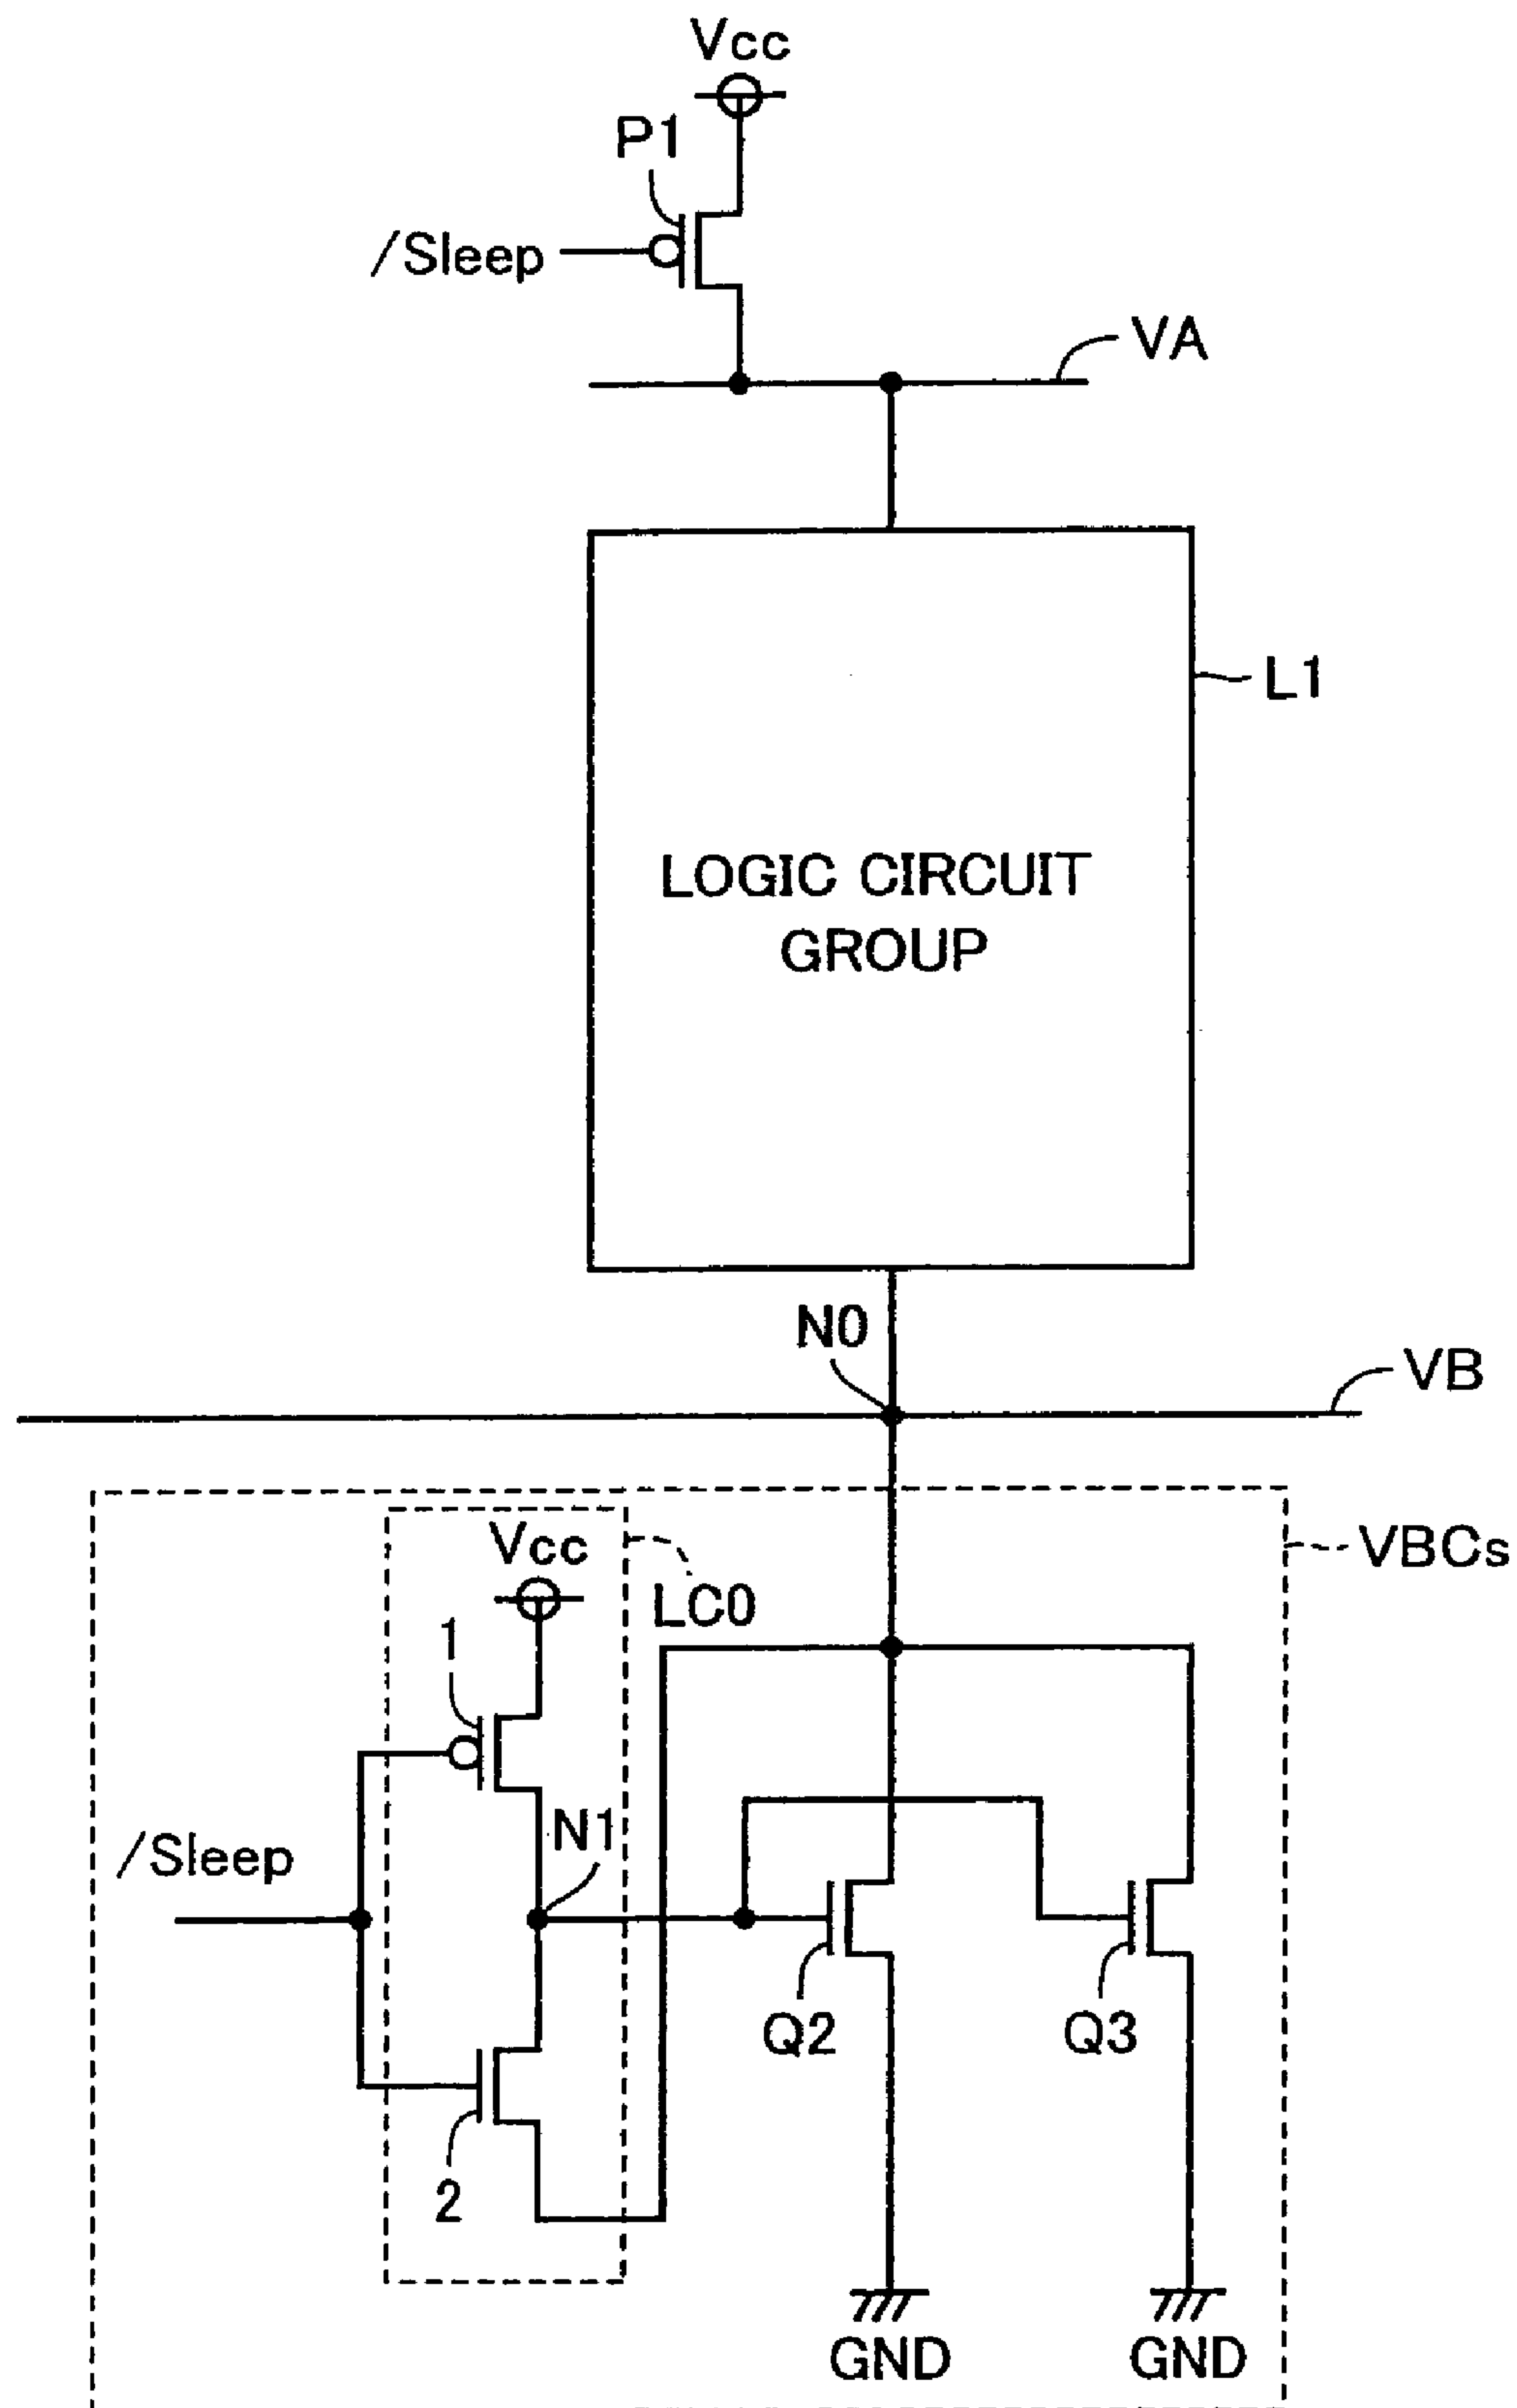 Vcc
P1
/Sleep
VA
L1
LOGIC CIRCUIT
GROUP
N0
VB
Vcc
VBCs
LC0
1
N1
/Sleep
Q2
Q3
2
GND
GND